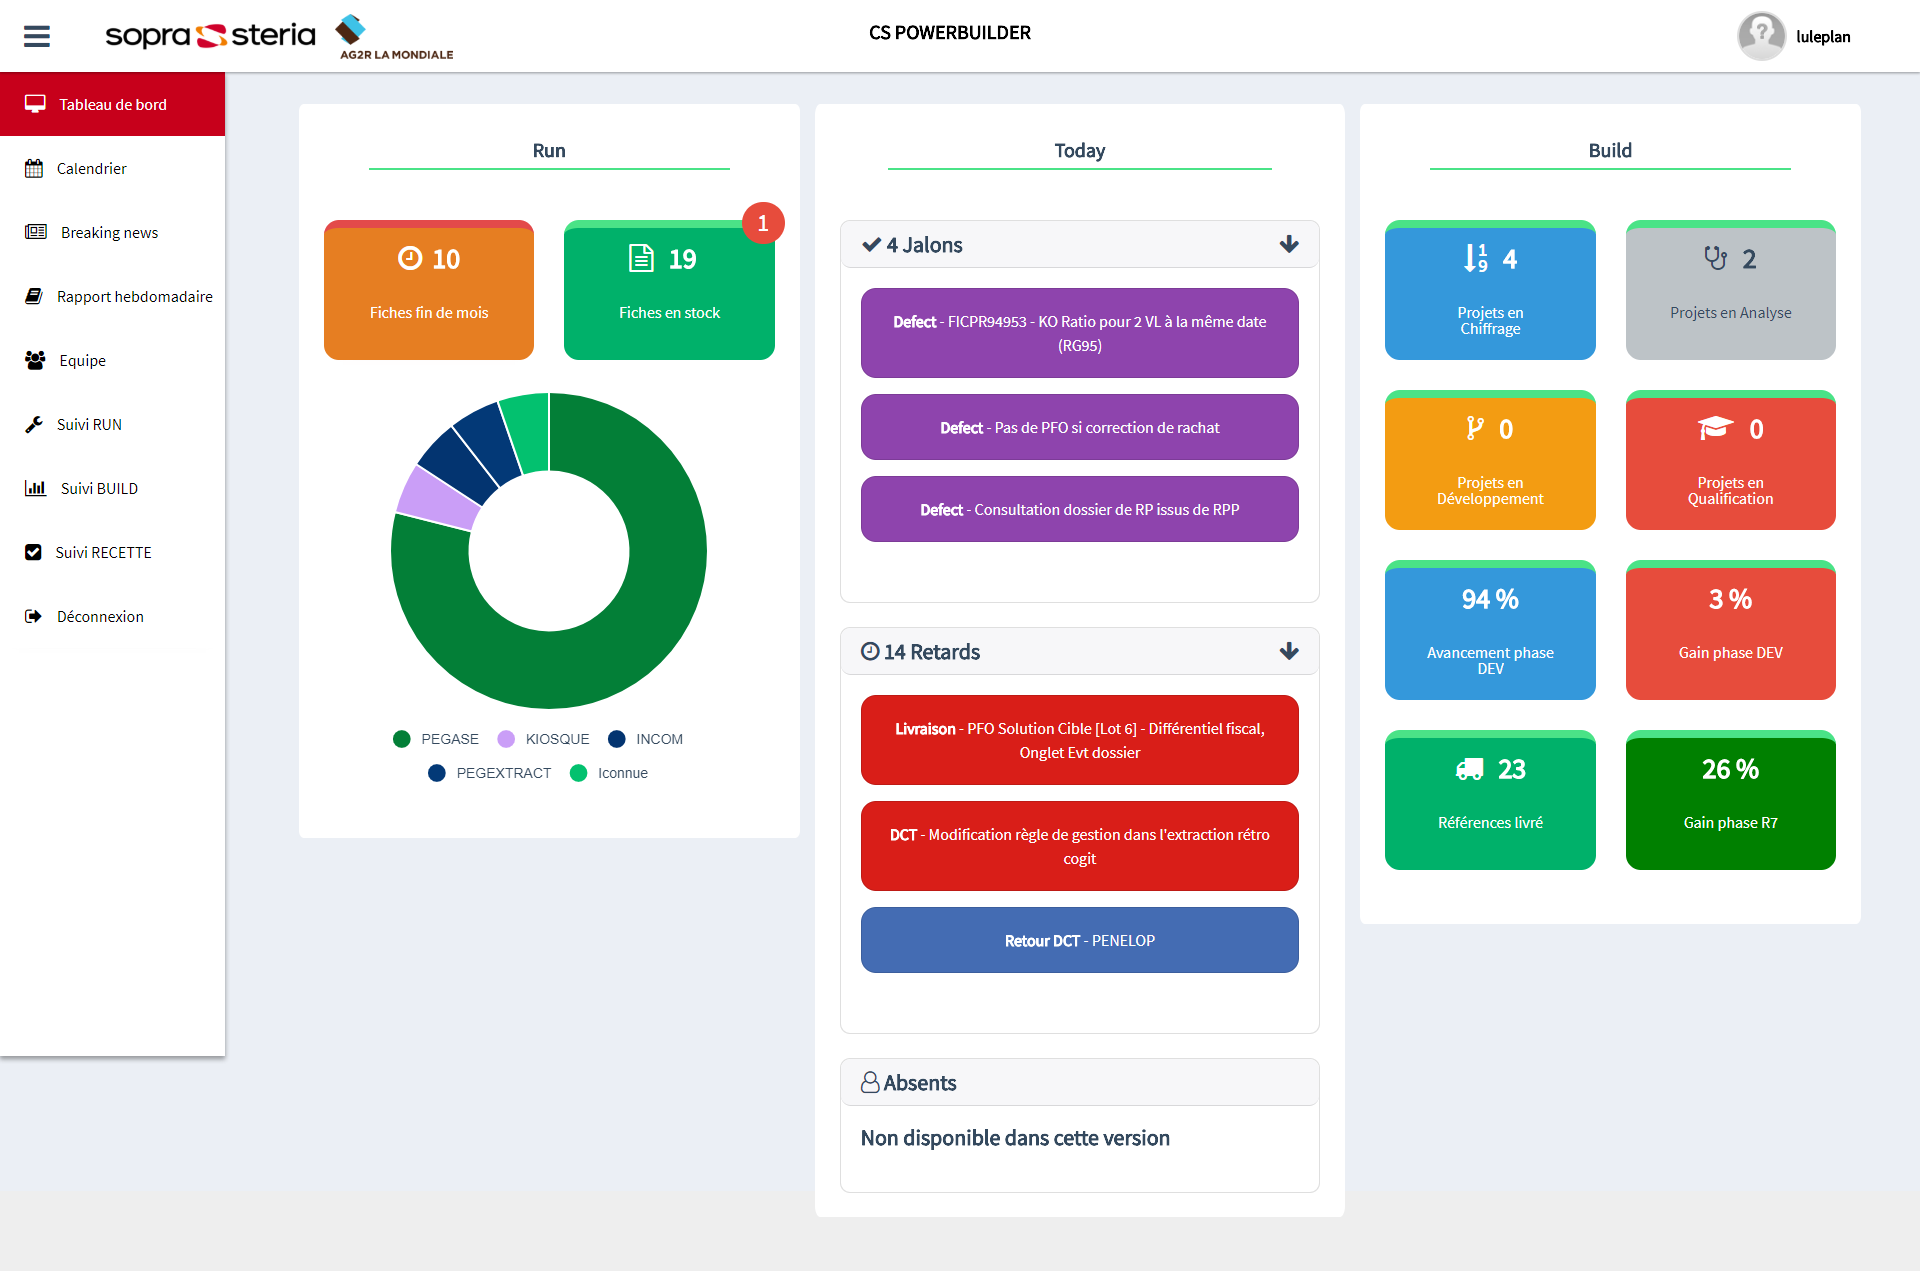 sopra steria
AG2R LA MONDIALE
CS POWERBUILDER
luleplan
Tableau de bord
Calendrier
Breaking news
Rapport hebdomadaire
Equipe
Suivi RUN
Suivi BUILD
Suivi RECETTE
Déconnexion
Run
10
Fiches fin de mois
1
19
Fiches en stock
PEGASE
KIOSQUE
INCOM
PEGEXTRACT
Iconnue
Today
4 Jalons
Defect - FICPR94953 - KO Ratio pour 2 VL à la même date
(RG95)
Defect - Pas de PFO si correction de rachat
Defect - Consultation dossier de RP issus de RPP
14 Retards
Livraison - PFO Solution Cible [Lot 6] - Différentiel fiscal,
Onglet Evt dossier
DCT - Modification règle de gestion dans l'extraction rétro
cogit
Retour DCT - PENELOP
Absents
Non disponible dans cette version
Build
1
9
4
Projets en
Chiffrage
2
Projets en Analyse
0
Projets en
Développement
0
Projets en
Qualification
94 %
Avancement phase
DEV
3 %
Gain phase DEV
23
Références livré
26 %
Gain phase R7